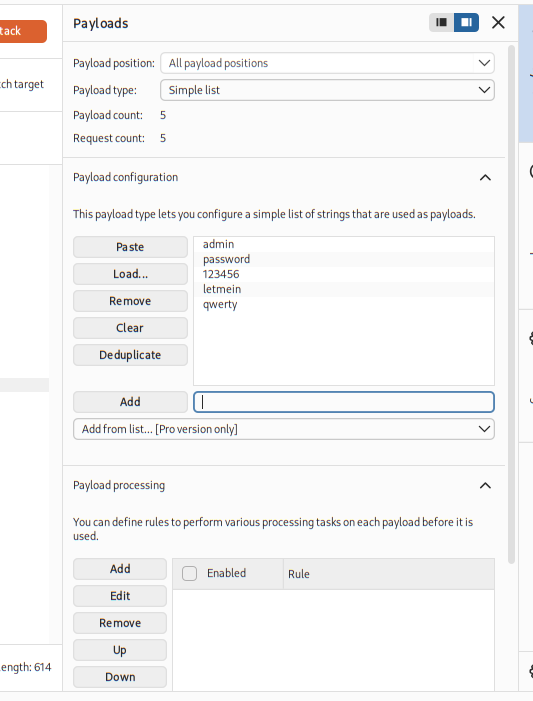 tack
Payloads
Payload position: All payload positions
ch target
Payload type: Simple list
Payload count: 5
Request count: 5
Payload configuration
This payload type lets you configure a simple list of strings that are used as payloads.
Paste
Load...
Remove
Clear
Deduplicate
admin
password
123456
letmein
qwerty
Add
Add from list... [Pro version only]
Payload processing
You can define rules to perform various processing tasks on each payload before it is
used.
Add
Edit
Remove
Up
Down
Enabled Rule
ength: 614